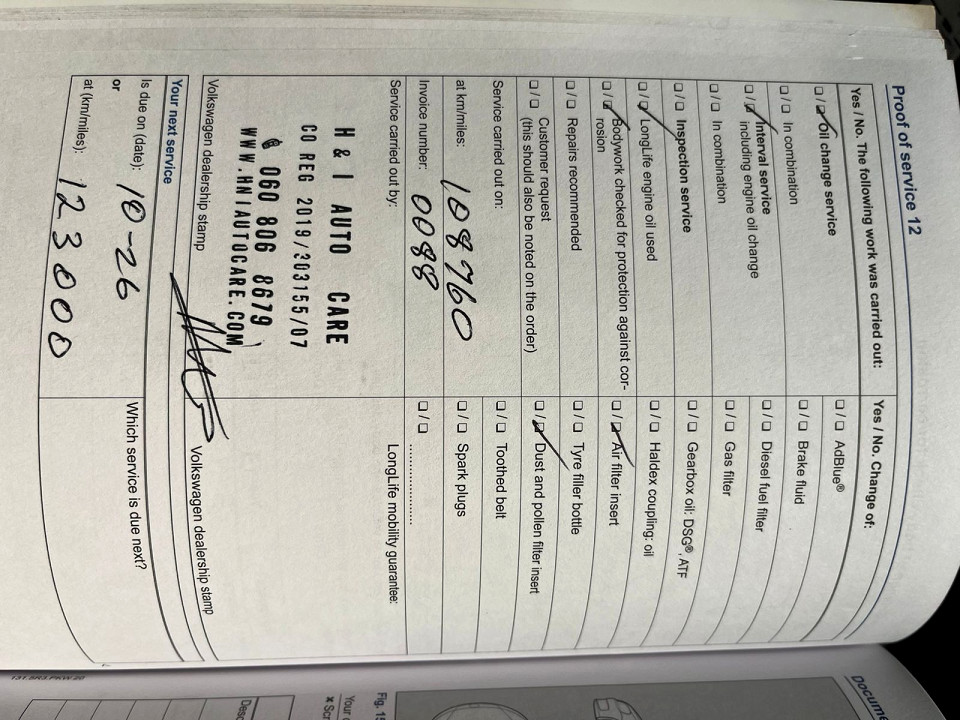 Proof of service 12
Yes / No. The following work was carried out:
☐ / ☑ Oil change service
☐ / ☐ In combination
☐ / ☑ Interval service
including engine oil change
☐ / ☐ In combination
☐ / ☐ Inspection service
☐ / ☑ LongLife engine oil used
☐ / ☑ Bodywork checked for protection against cor-
rosion
☐ / ☐ Repairs recommended
☐ / ☐ Customer request
(this should also be noted on the order)
Service carried out on:
at km/miles: 108760
Invoice number: 0088
Service carried out by:
H & I AUTO CARE
CO REG 2019/303155/07
060 806 8679
WWW.HNIAUTOCARE.COM
Volkswagen dealership stamp
Yes / No. Change of:
☐ / ☐ AdBlue®
☐ / ☐ Brake fluid
☐ / ☐ Diesel fuel filter
☐ / ☐ Gas filter
☐ / ☐ Gearbox oil: DSG®, ATF
☐ / ☐ Haldex coupling: oil
☐ / ☑ Air filter insert
☐ / ☐ Tyre filler bottle
☐ / ☑ Dust and pollen filter insert
☐ / ☐ Toothed belt
☐ / ☐ Spark plugs
☐ / ☐ ....................
LongLife mobility guarantee:
Volkswagen dealership stamp
Your next service
Is due on (date): 10-26
or
at (km/miles): 123000
Which service is due next?
Fig. 15
Your